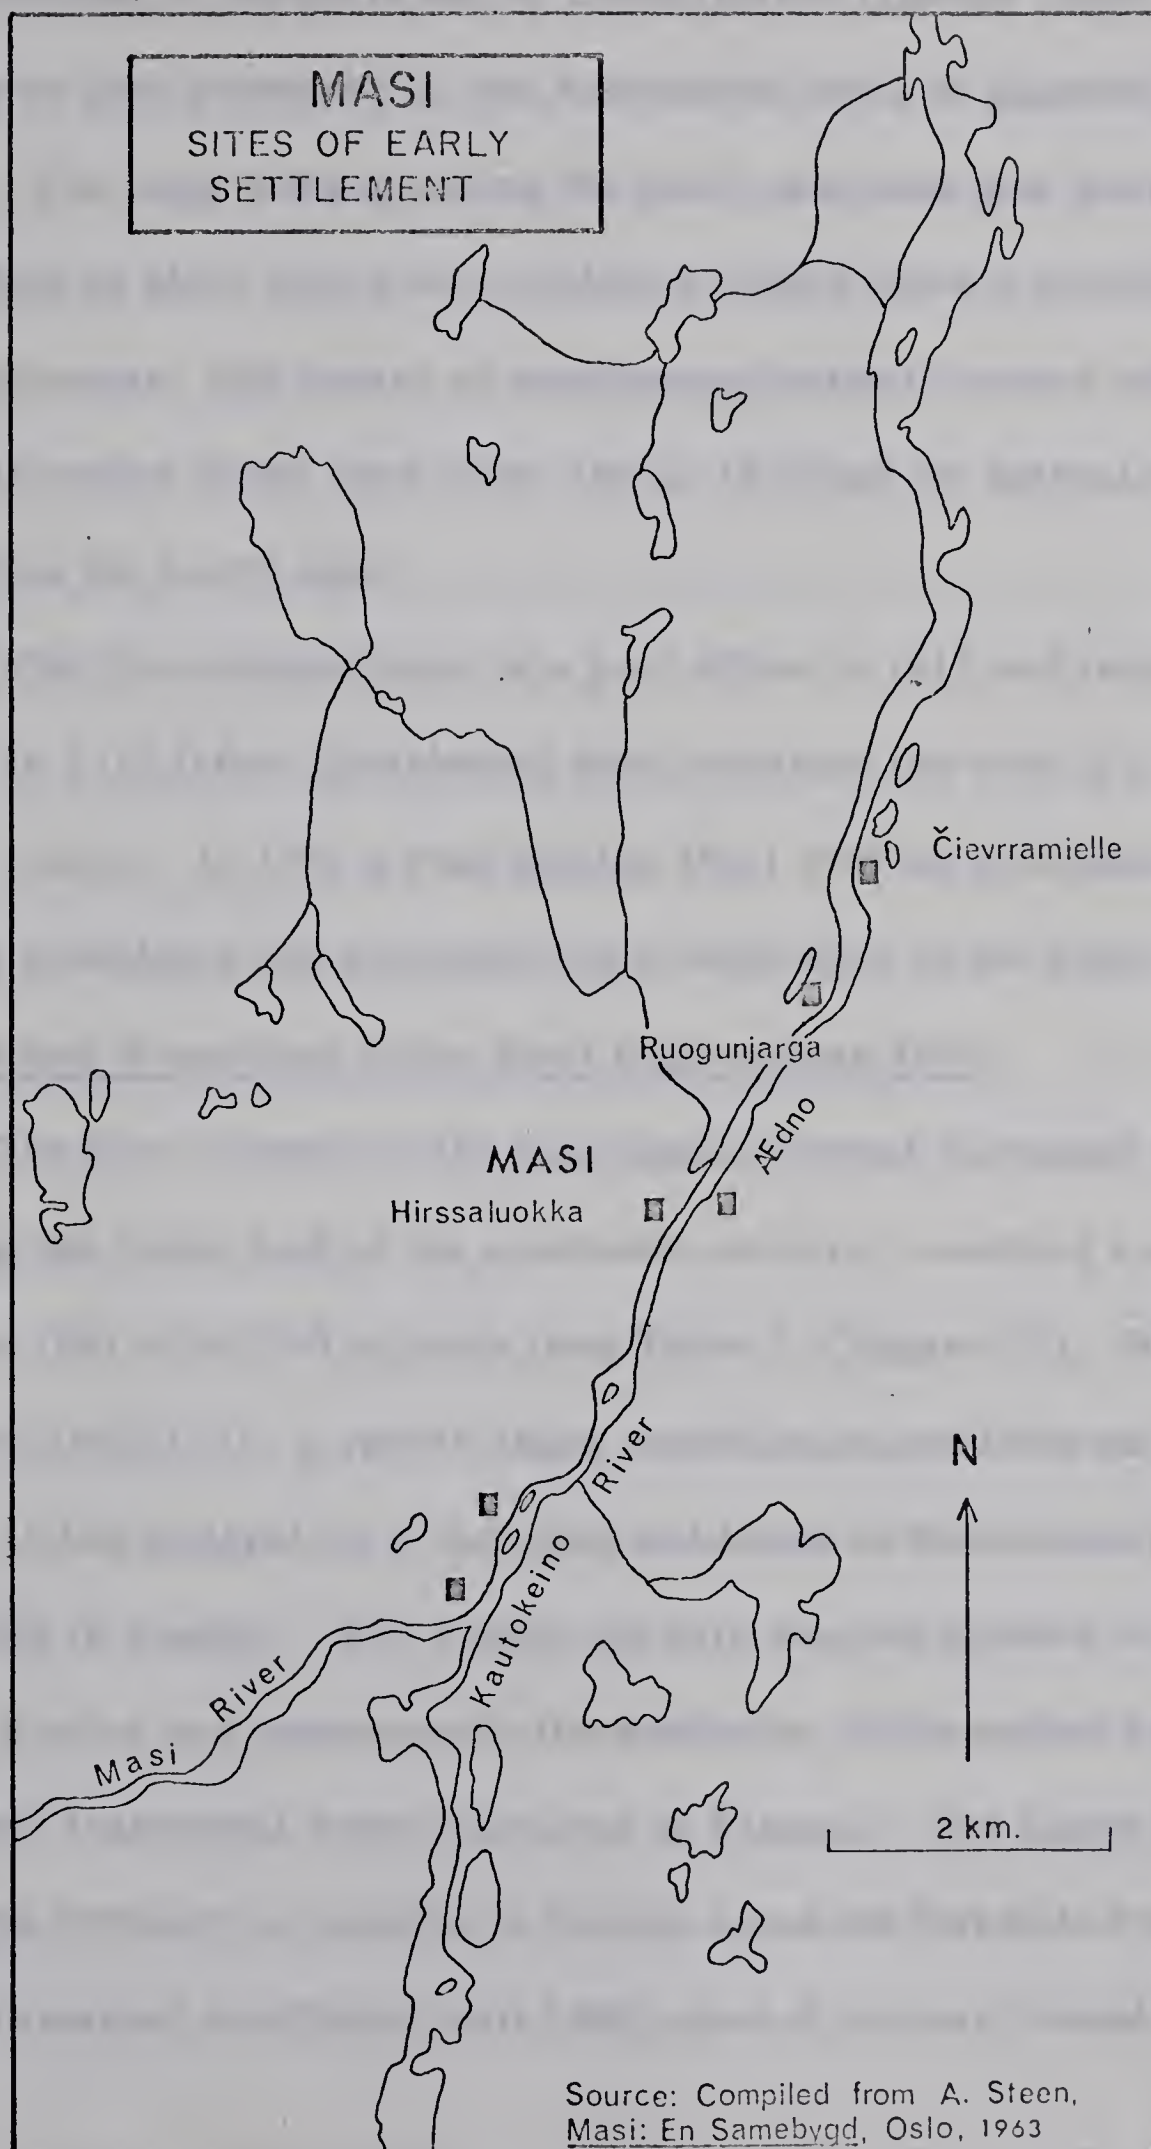 MASI
SITES OF EARLY
SETTLEMENT
Čievrramielle
Ruogunjarga
Æedno
MASI
Hirssaluokka
N
River
Kautokeino
River
Masi
2 km.
Source: Compiled from A. Steen,
Masi: En Samebygd, Oslo, 1963